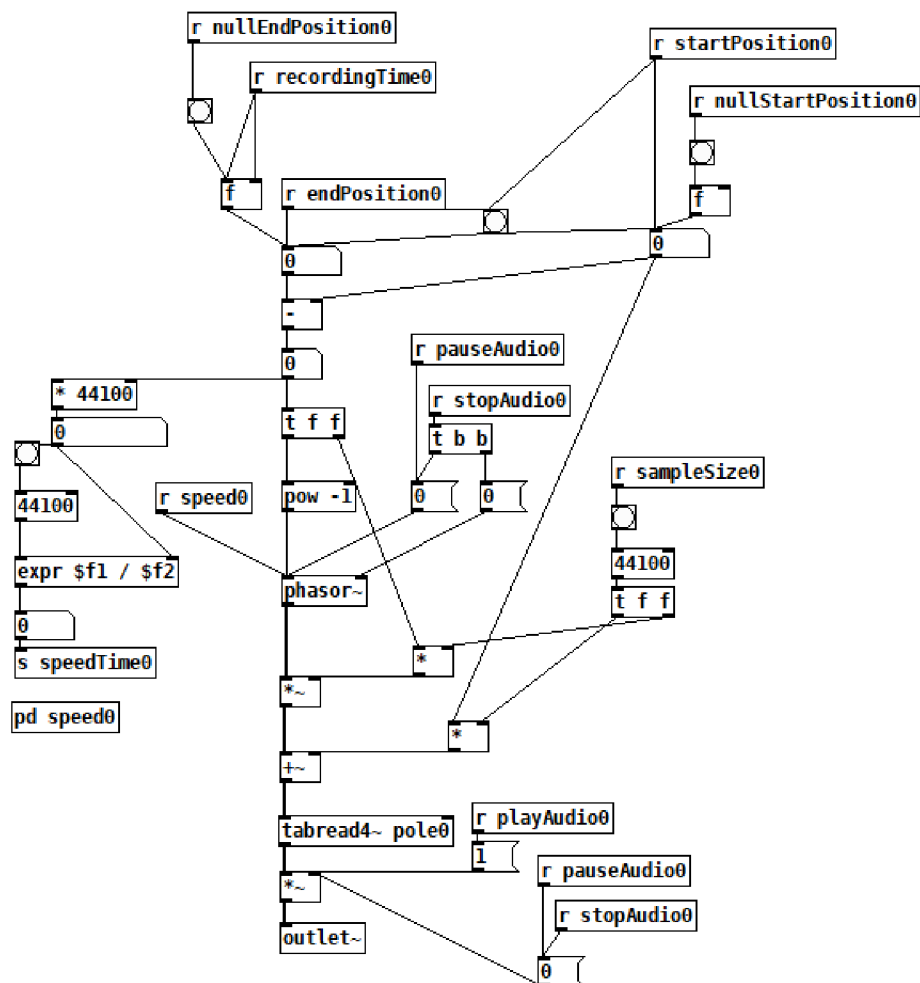 r nullEndPosition0
r startPosition0
r recordingTime0
r nullStartPosition0
f
r endPosition0
f
0
0
-
r pauseAudio0
0
* 44100
r stopAudio0
t f f
0
t b b
r sampleSize0
44100
r speed0
pow -1
0
0
44100
expr $f1 / $f2
phasor~
t f f
0
s speedTime0
*
*~
pd speed0
*
+~
r playAudio0
tabread4~ pole0
1
r pauseAudio0
*~
r stopAudio0
outlet~
0